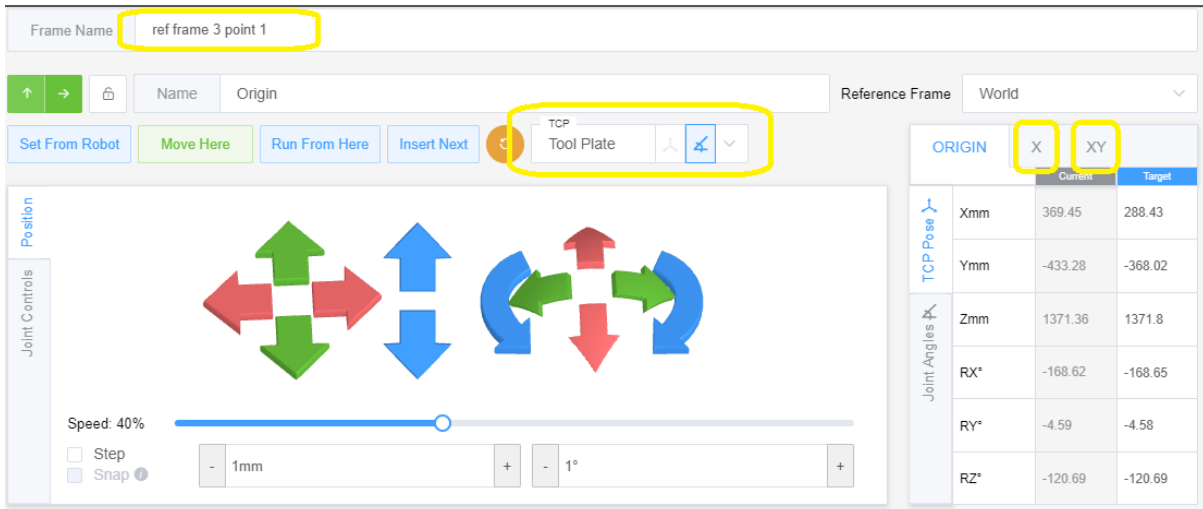 Frame Name ref frame 3 point 1
Name Origin Reference Frame World
Set From Robot Move Here Run From Here Insert Next TCP Tool Plate
ORIGIN X XY
Current Target
Position
Joint Controls
TCP Pose
Joint Angles
Xmm 369.45 288.43
Ymm -433.28 -368.02
Zmm 1371.36 1371.8
RX° -168.62 -168.65
RY° -4.59 -4.58
RZ° -120.69 -120.69
Speed: 40%
Step
Snap i
- 1mm + - 1° +